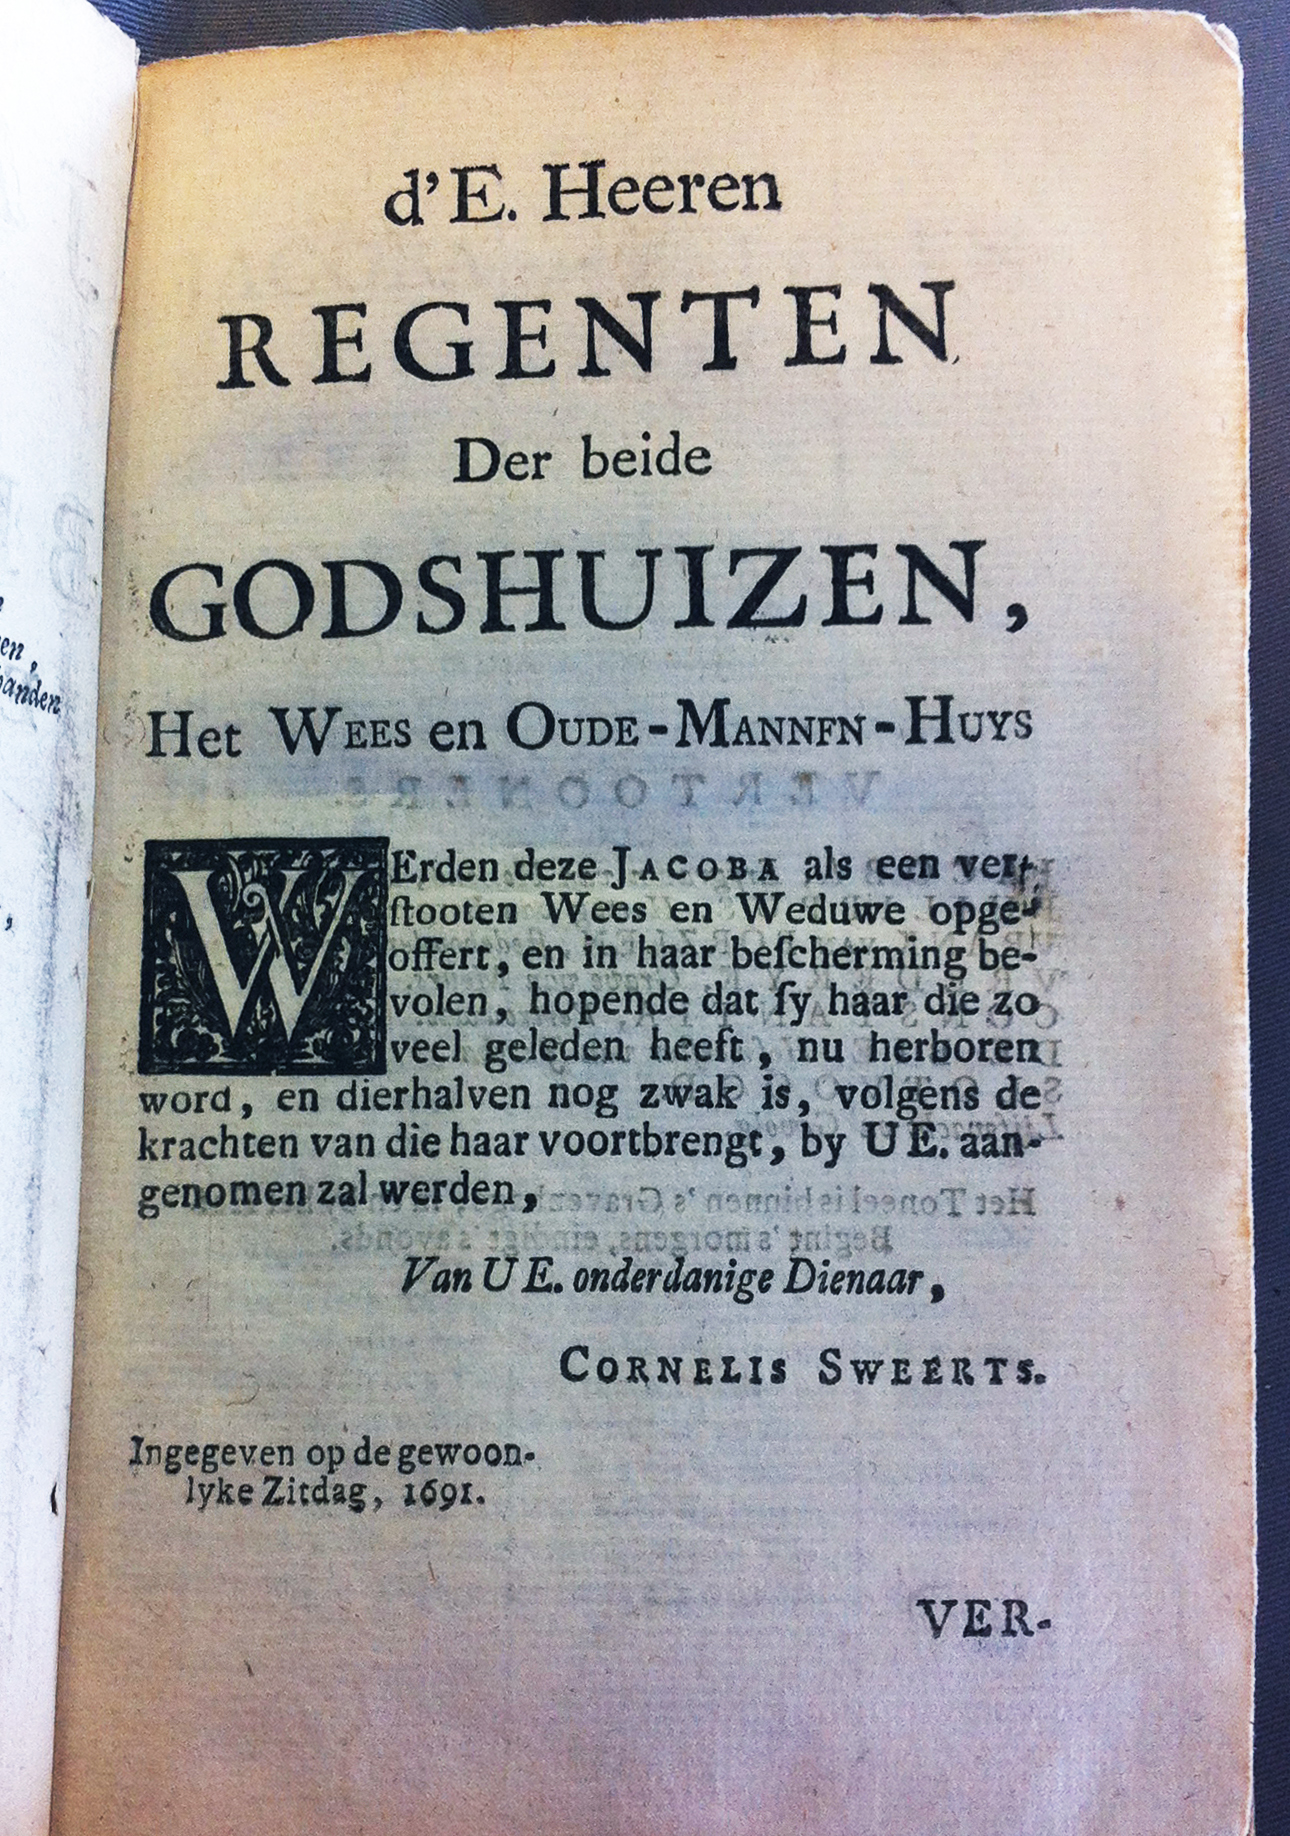 d'E. Heeren
REGENTEN
Der beide
GODSHUIZEN,
Het WEES en OUDE-MANNFN-HUYS
WErden deze JACOBA als een ver-
ſtooten Wees en Weduwe opge-
offert, en in haar beſcherming be-
volen, hopende dat ſy haar die zo
veel geleden heeft, nu herboren
word, en dierhalven nog zwak is, volgens de
krachten van die haar voortbrengt, by UE. aan-
genomen zal werden,
Van UE. onderdanige Dienaar,
CORNELIS SWEERTS.
Ingegeven op de gewoon-
lyke Zitdag, 1691.
VER-